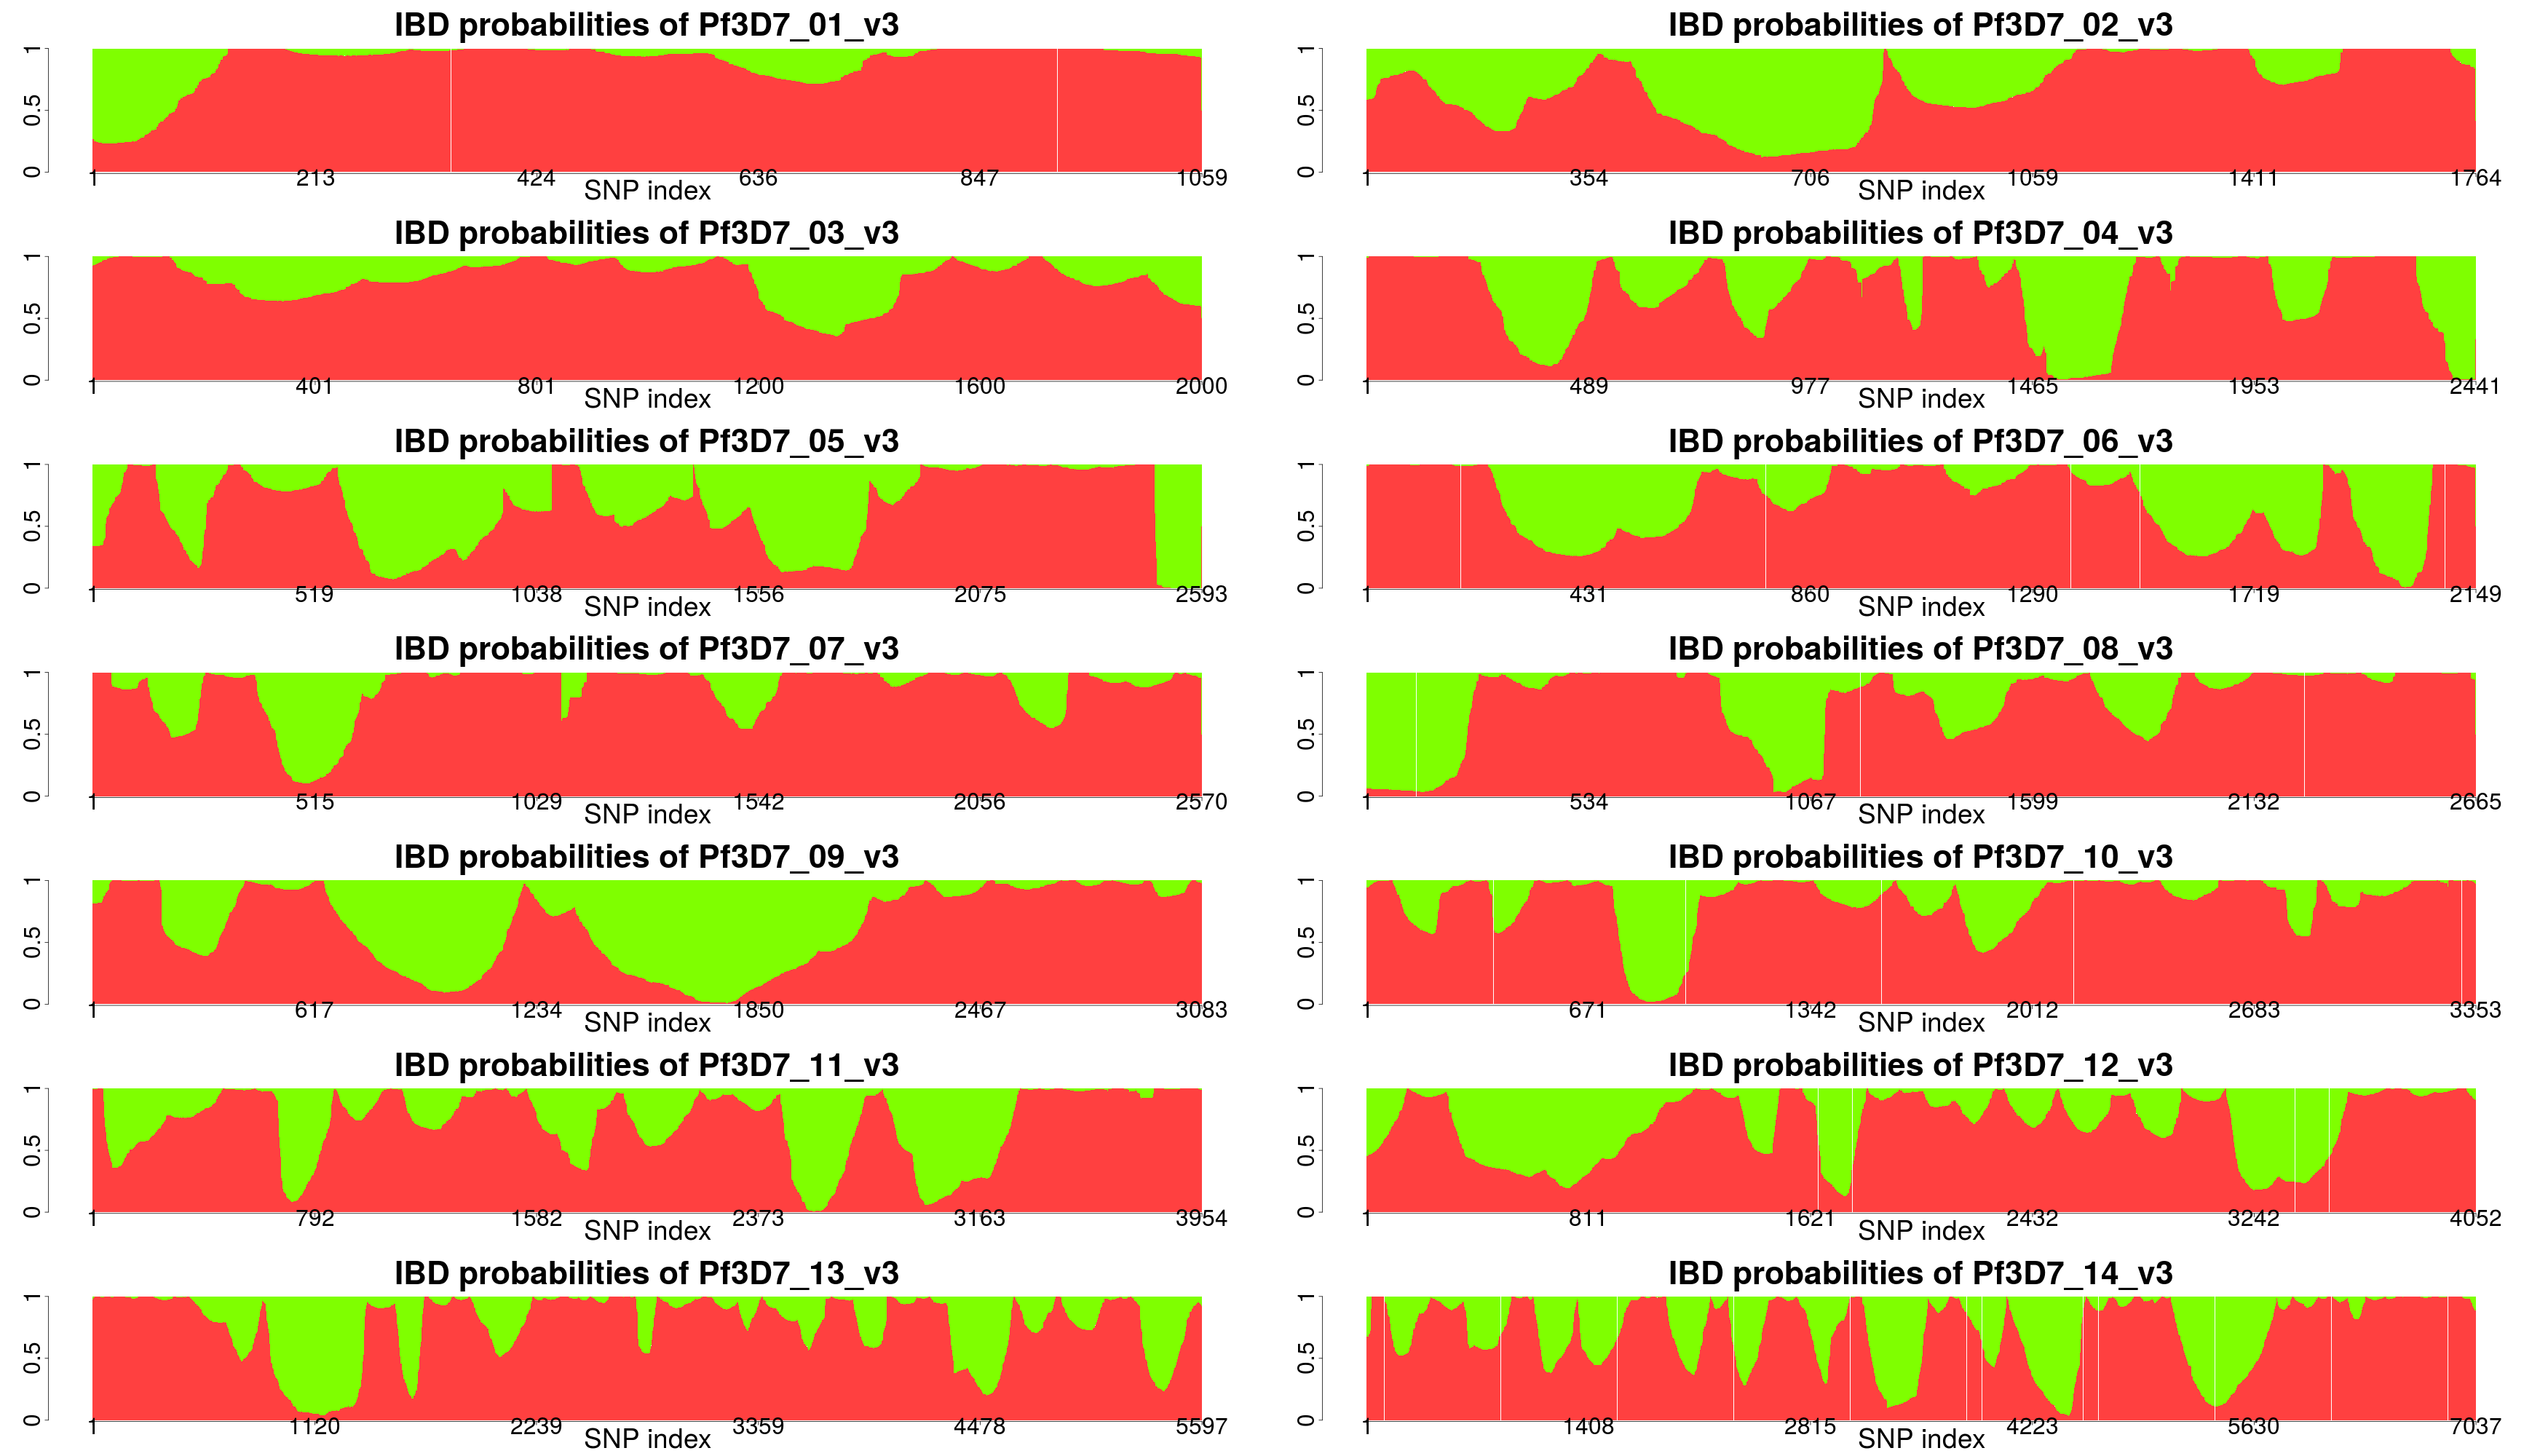 IBD probabilities of Pf3D7_01_v3
0 0.5 1
1 213 424 636 847 1059
SNP index
IBD probabilities of Pf3D7_02_v3
0 0.5 1
1 354 706 1059 1411 1764
SNP index
IBD probabilities of Pf3D7_03_v3
0 0.5 1
1 401 801 1200 1600 2000
SNP index
IBD probabilities of Pf3D7_04_v3
0 0.5 1
1 489 977 1465 1953 2441
SNP index
IBD probabilities of Pf3D7_05_v3
0 0.5 1
1 519 1038 1556 2075 2593
SNP index
IBD probabilities of Pf3D7_06_v3
0 0.5 1
1 431 860 1290 1719 2149
SNP index
IBD probabilities of Pf3D7_07_v3
0 0.5 1
1 515 1029 1542 2056 2570
SNP index
IBD probabilities of Pf3D7_08_v3
0 0.5 1
1 534 1067 1599 2132 2665
SNP index
IBD probabilities of Pf3D7_09_v3
0 0.5 1
1 617 1234 1850 2467 3083
SNP index
IBD probabilities of Pf3D7_10_v3
0 0.5 1
1 671 1342 2012 2683 3353
SNP index
IBD probabilities of Pf3D7_11_v3
0 0.5 1
1 792 1582 2373 3163 3954
SNP index
IBD probabilities of Pf3D7_12_v3
0 0.5 1
1 811 1621 2432 3242 4052
SNP index
IBD probabilities of Pf3D7_13_v3
0 0.5 1
1 1120 2239 3359 4478 5597
SNP index
IBD probabilities of Pf3D7_14_v3
0 0.5 1
1 1408 2815 4223 5630 7037
SNP index